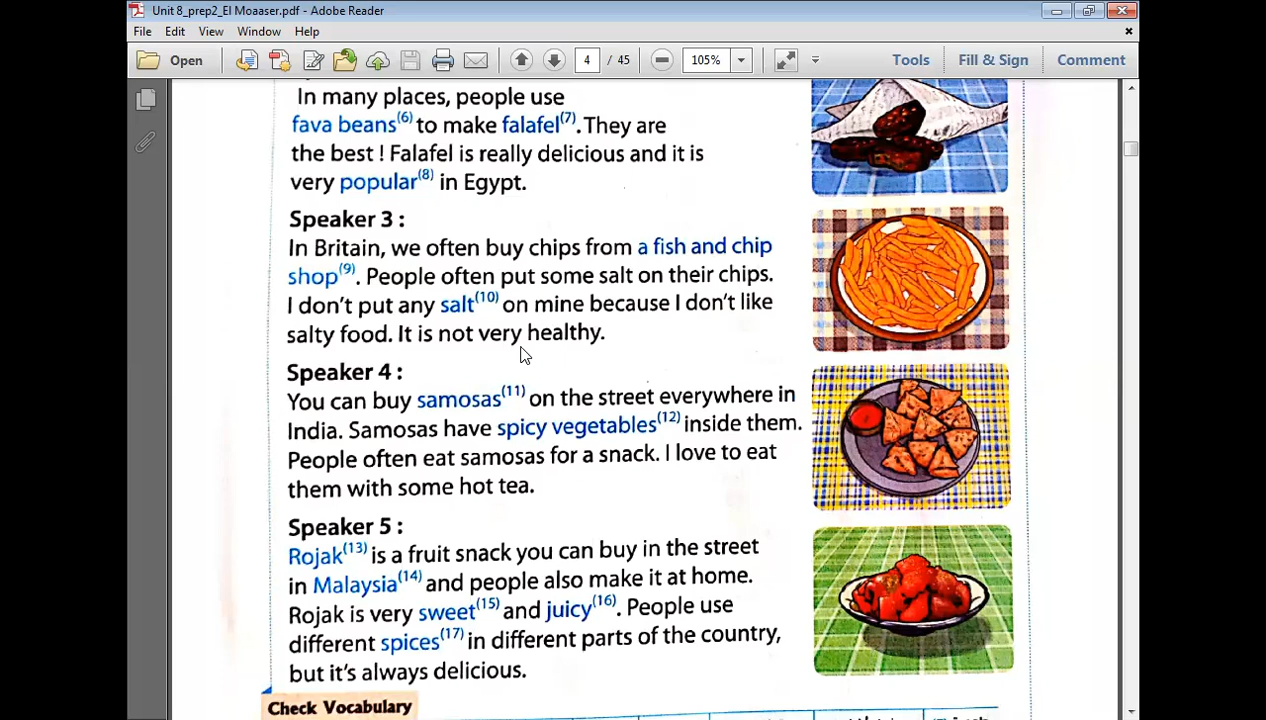 Unit 8_prep2_El Moaaser.pdf - Adobe Reader
File Edit View Window Help
Open 4 / 45 105% Tools Fill & Sign Comment
In many places, people use
fava beans(6) to make falafel(7). They are
the best ! Falafel is really delicious and it is
very popular(8) in Egypt.
Speaker 3 :
In Britain, we often buy chips from a fish and chip
shop(9). People often put some salt on their chips.
I don't put any salt(10) on mine because I don't like
salty food. It is not very healthy.
Speaker 4 :
You can buy samosas(11) on the street everywhere in
India. Samosas have spicy vegetables(12) inside them.
People often eat samosas for a snack. I love to eat
them with some hot tea.
Speaker 5 :
Rojak(13) is a fruit snack you can buy in the street
in Malaysia(14) and people also make it at home.
Rojak is very sweet(15) and juicy(16). People use
different spices(17) in different parts of the country,
but it's always delicious.
Check Vocabulary